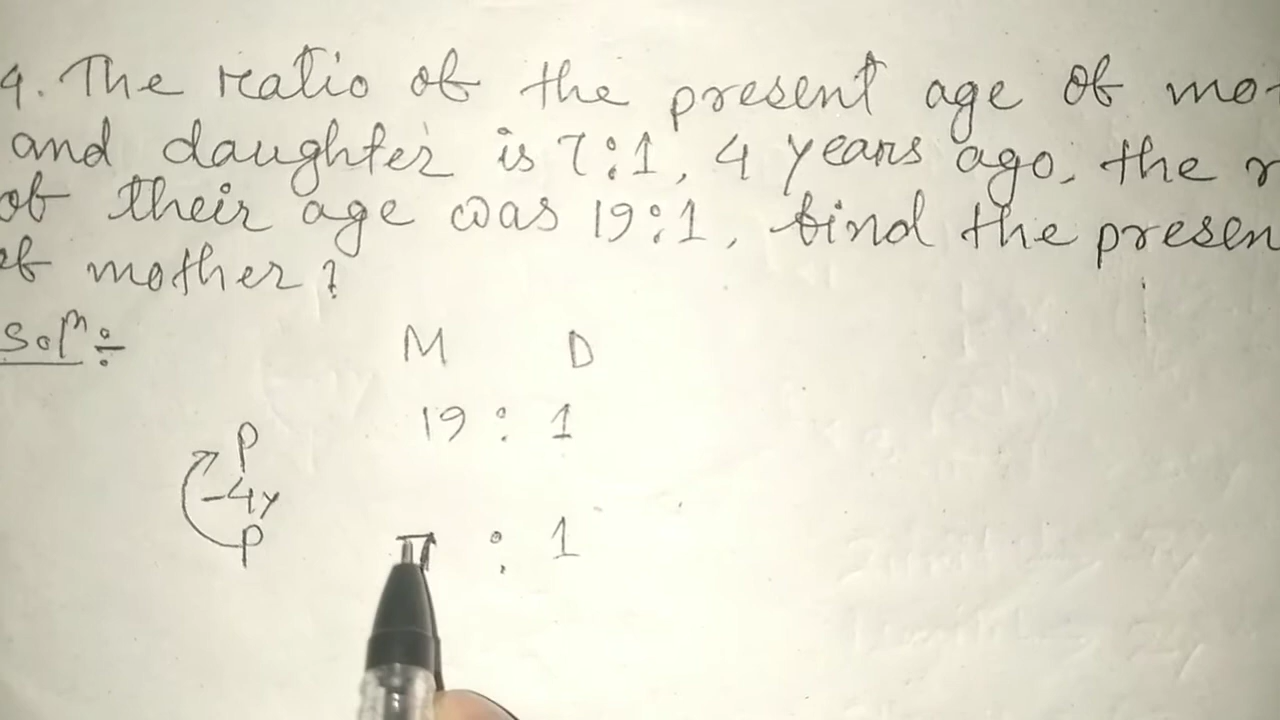 4. The ratio of the present age of mo
and daughter is 7:1, 4 years ago, the r
of their age was 19:1, find the presen
of mother?
Solⁿ÷
M D
19 : 1
P
-4y
P
7 : 1